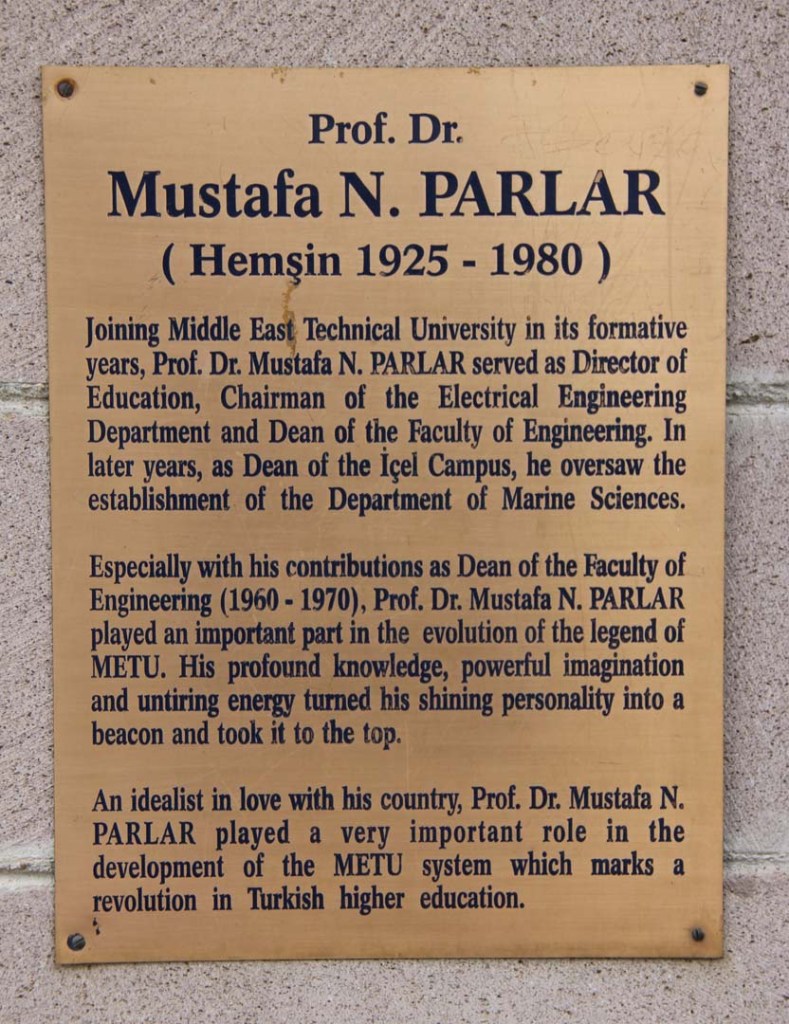 Prof. Dr.
Mustafa N. PARLAR
( Hemşin 1925 - 1980 )
Joining Middle East Technical University in its formative
years, Prof. Dr. Mustafa N. PARLAR served as Director of
Education, Chairman of the Electrical Engineering
Department and Dean of the Faculty of Engineering. In
later years, as Dean of the İçel Campus, he oversaw the
establishment of the Department of Marine Sciences.
Especially with his contributions as Dean of the Faculty of
Engineering (1960 - 1970), Prof. Dr. Mustafa N. PARLAR
played an important part in the evolution of the legend of
METU. His profound knowledge, powerful imagination
and untiring energy turned his shining personality into a
beacon and took it to the top.
An idealist in love with his country, Prof. Dr. Mustafa N.
PARLAR played a very important role in the
development of the METU system which marks a
revolution in Turkish higher education.